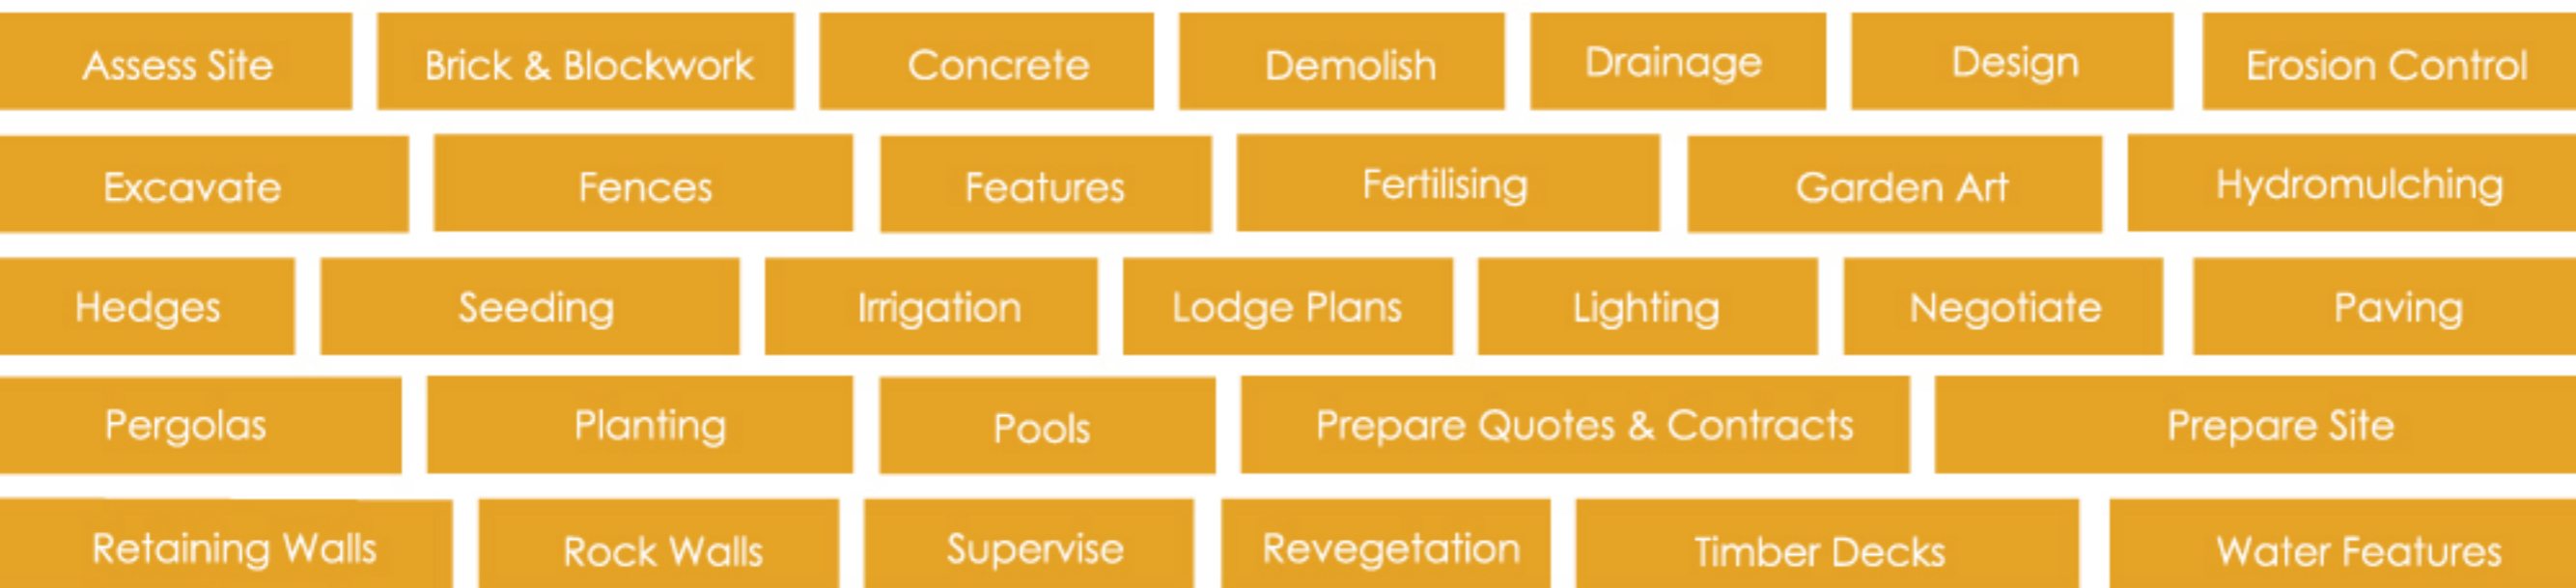 Assess Site Brick & Blockwork Concrete Demolish Drainage Design Erosion Control
Excavate Fences Features Fertilising Garden Art Hydromulching
Hedges Seeding Irrigation Lodge Plans Lighting Negotiate Paving
Pergolas Planting Pools Prepare Quotes & Contracts Prepare Site
Retaining Walls Rock Walls Supervise Revegetation Timber Decks Water Features